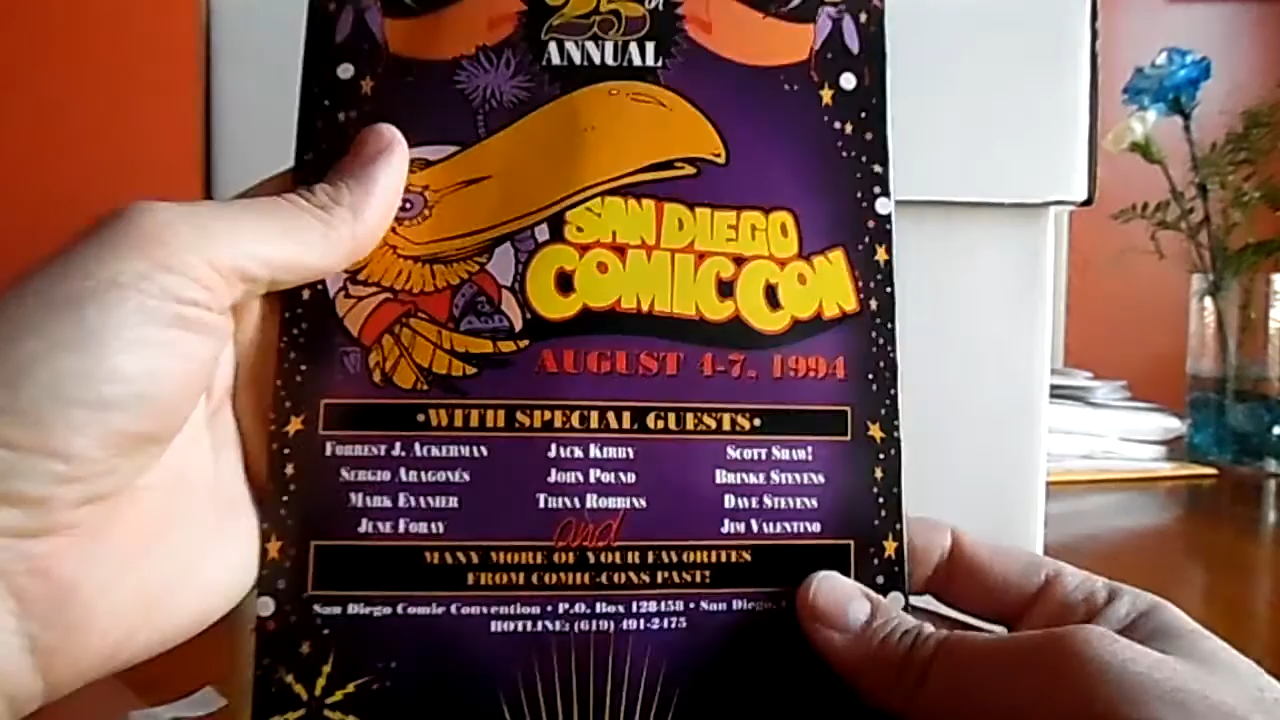 25th
ANNUAL
SAN DIEGO
COMIC CON
AUGUST 4-7, 1994
•WITH SPECIAL GUESTS•
FORREST J. ACKERMAN JACK KIRBY SCOTT SHAW!
SERGIO ARAGONÉS JOHN POUND BRINKE STEVENS
MARK EVANIER TRINA ROBBINS DAVE STEVENS
JUNE FORAY JIM VALENTINO
and
MANY MORE OF YOUR FAVORITES
FROM COMIC-CONS PAST!
San Diego Comic Convention • P.O. Box 128458 • San Diego,
HOTLINE: (619) 491-2475